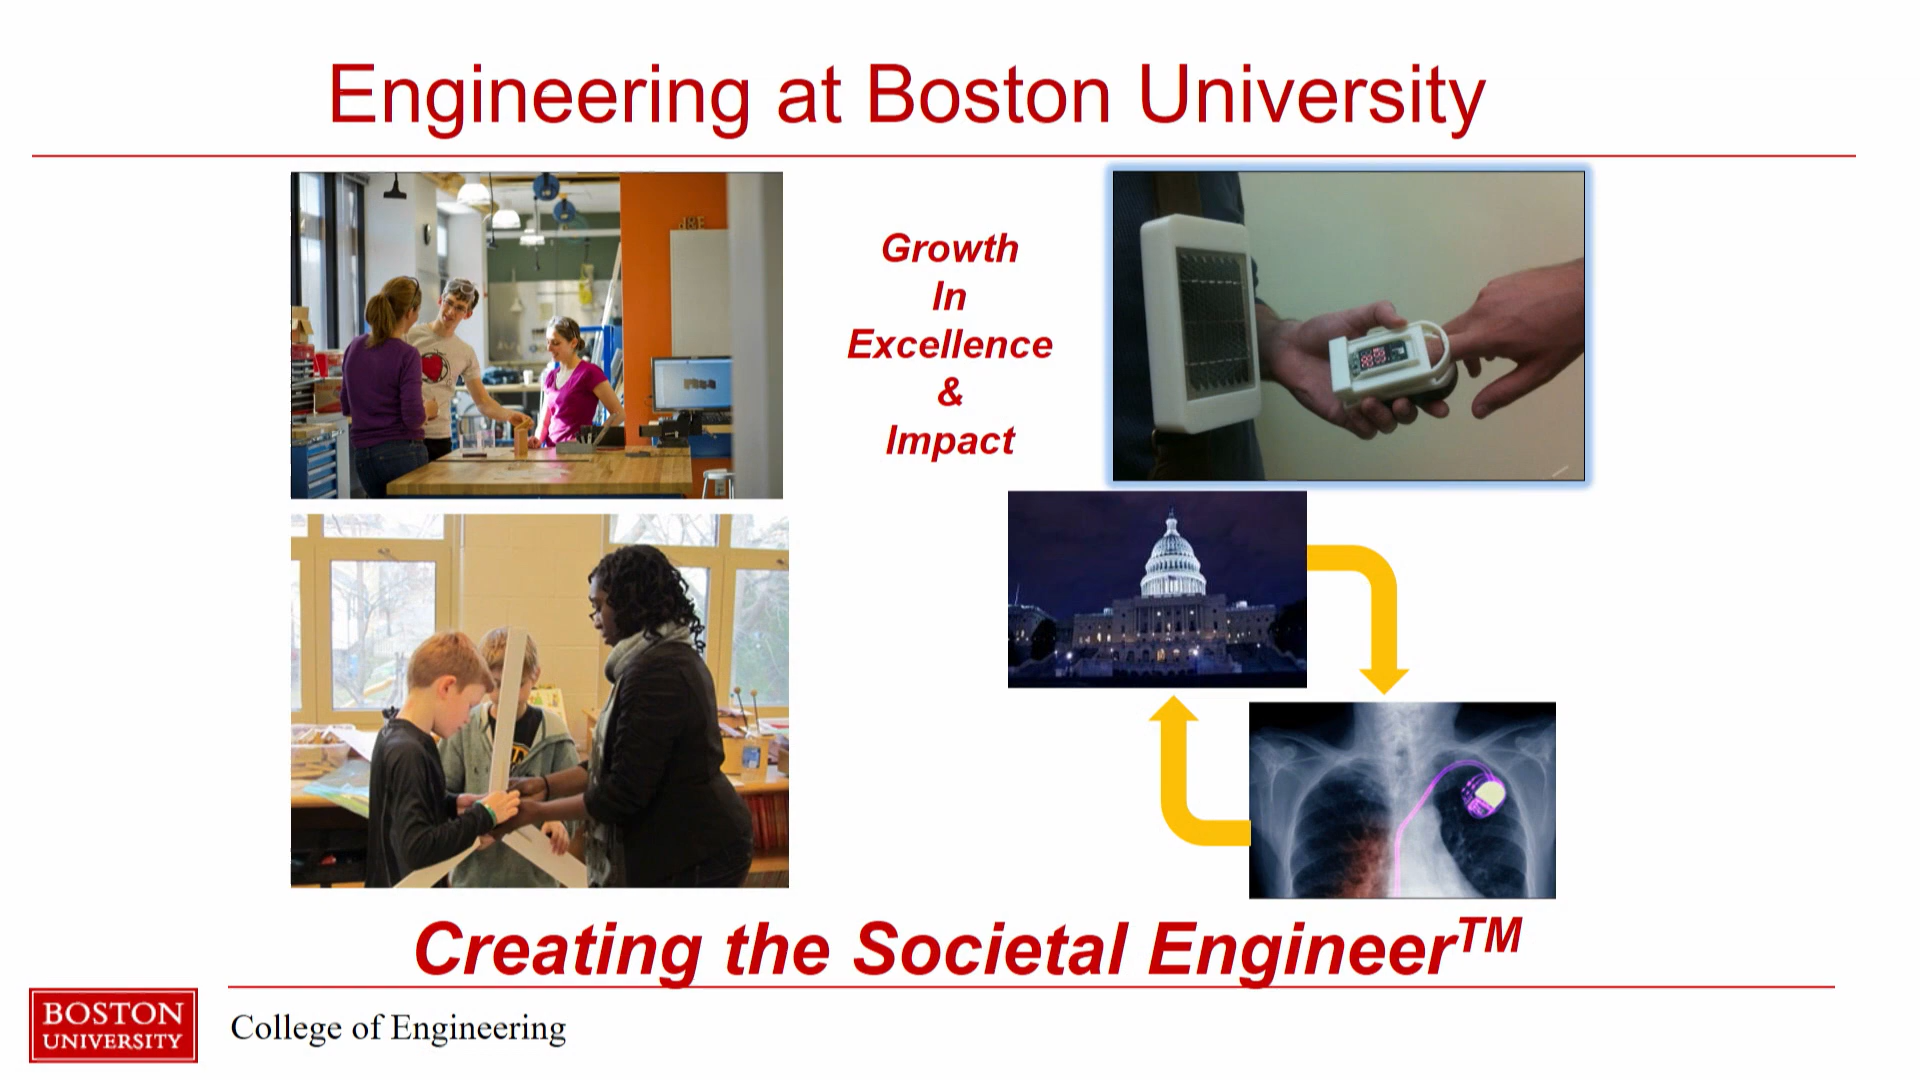 Engineering at Boston University
Growth
In
Excellence
&
Impact
Creating the Societal Engineer™
BOSTON
UNIVERSITY
College of Engineering